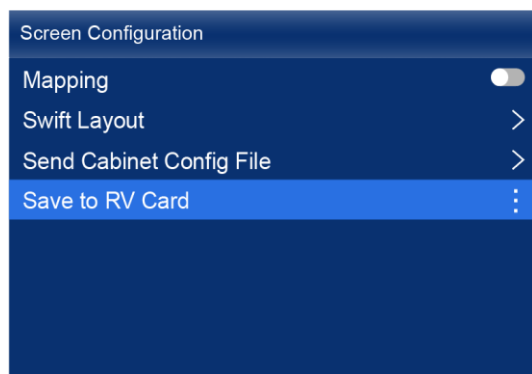 Screen Configuration
Mapping
Swift Layout
Send Cabinet Config File
Save to RV Card